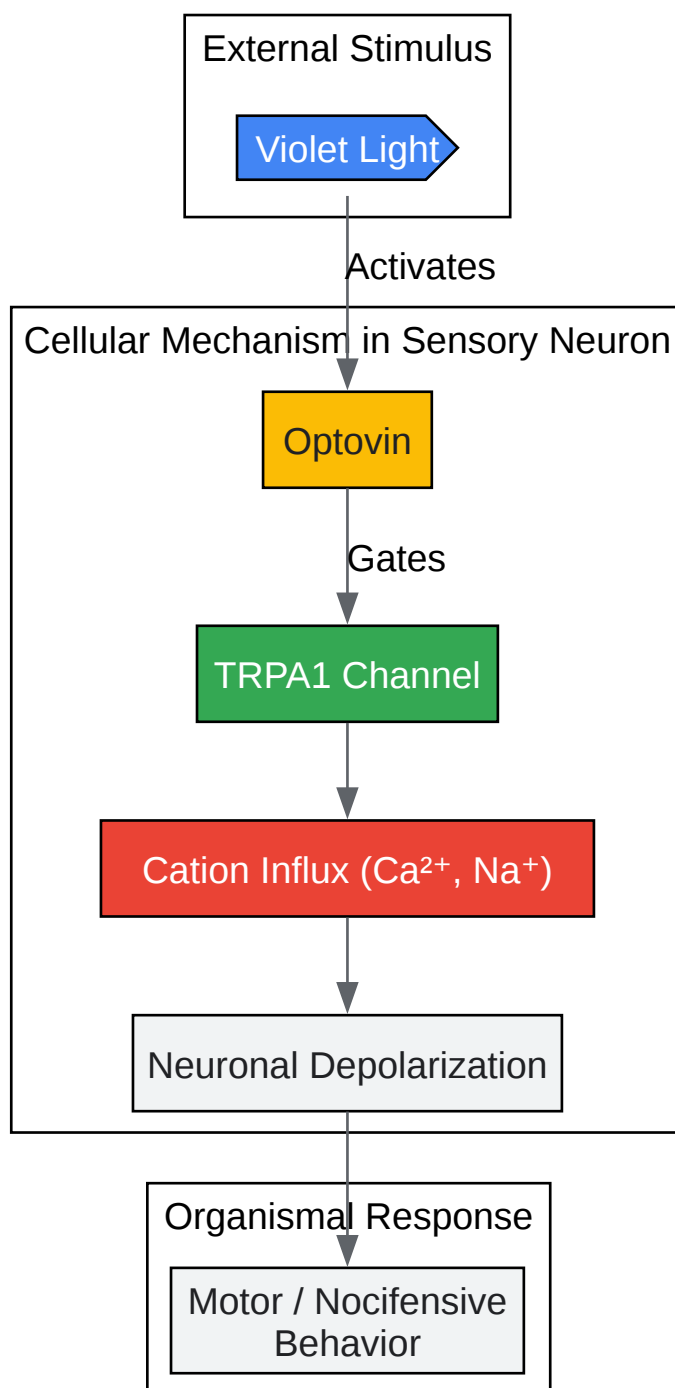 External Stimulus
Violet Light
Activates
Cellular Mechanism in Sensory Neuron
Optovin
Gates
TRPA1 Channel
Cation Influx (Ca²⁺, Na⁺)
Neuronal Depolarization
Organismal Response
Motor / Nocifensive
Behavior